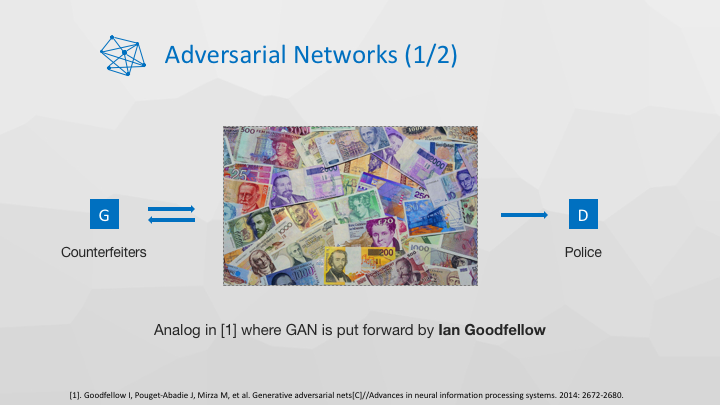 Adversarial Networks (1/2)
G
D
Counterfeiters
Police
Analog in [1] where GAN is put forward by Ian Goodfellow
[1]. Goodfellow I, Pouget-Abadie J, Mirza M, et al. Generative adversarial nets[C]//Advances in neural information processing systems. 2014: 2672-2680.